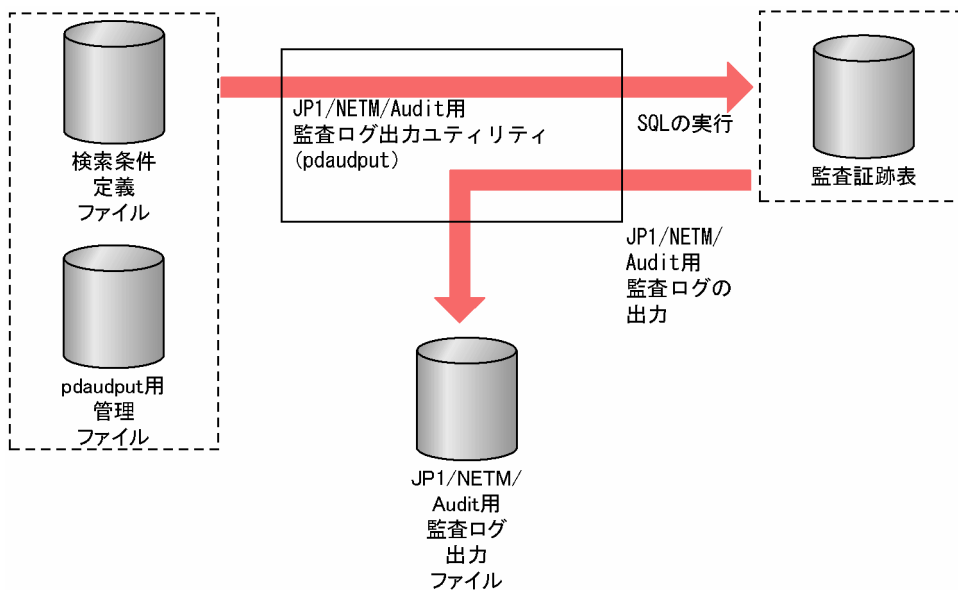 検索条件
定義
ファイル
pdaudput用
管理
ファイル
JP1/NETM/Audit用
監査ログ出力ユティリティ
(pdaudput)
SQLの実行
監査証跡表
JP1/NETM/
Audit用
監査ログの
出力
JP1/NETM/
Audit用
監査ログ
出力
ファイル